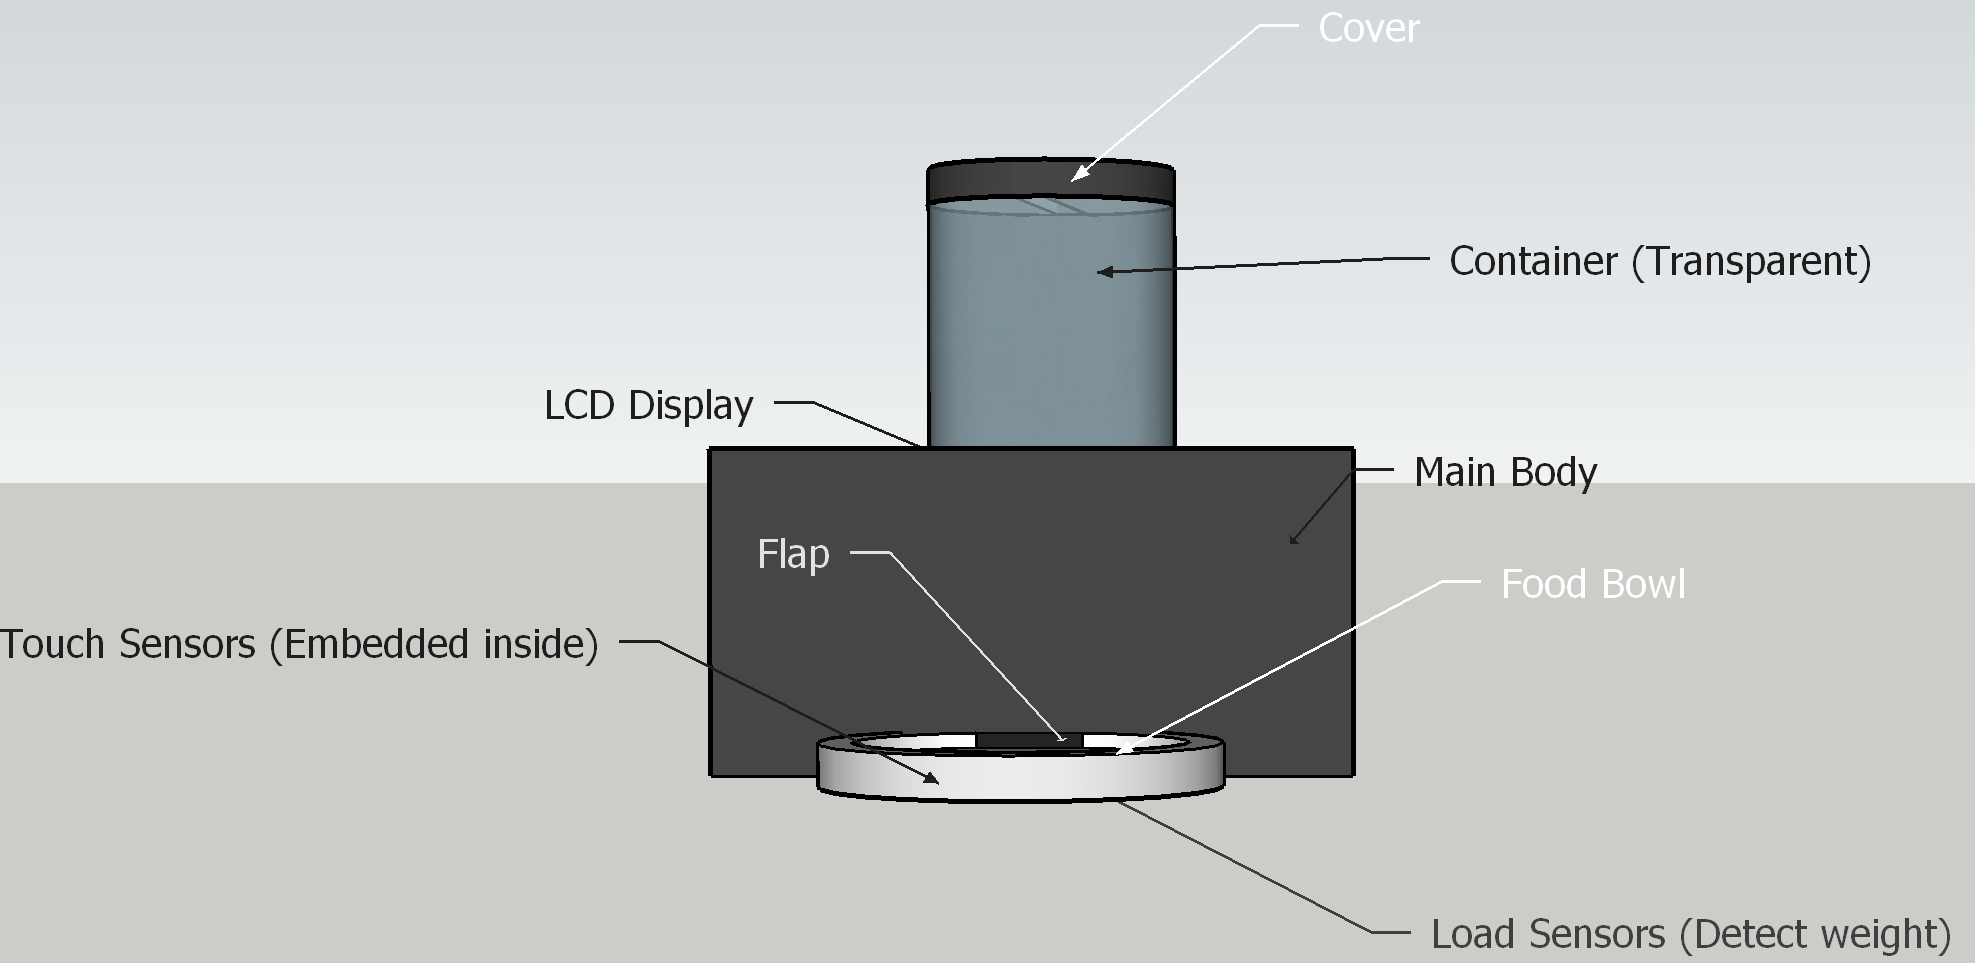 Cover
Container (Transparent)
LCD Display
Main Body
Flap
Food Bowl
Touch Sensors (Embedded inside)
Load Sensors (Detect weight)